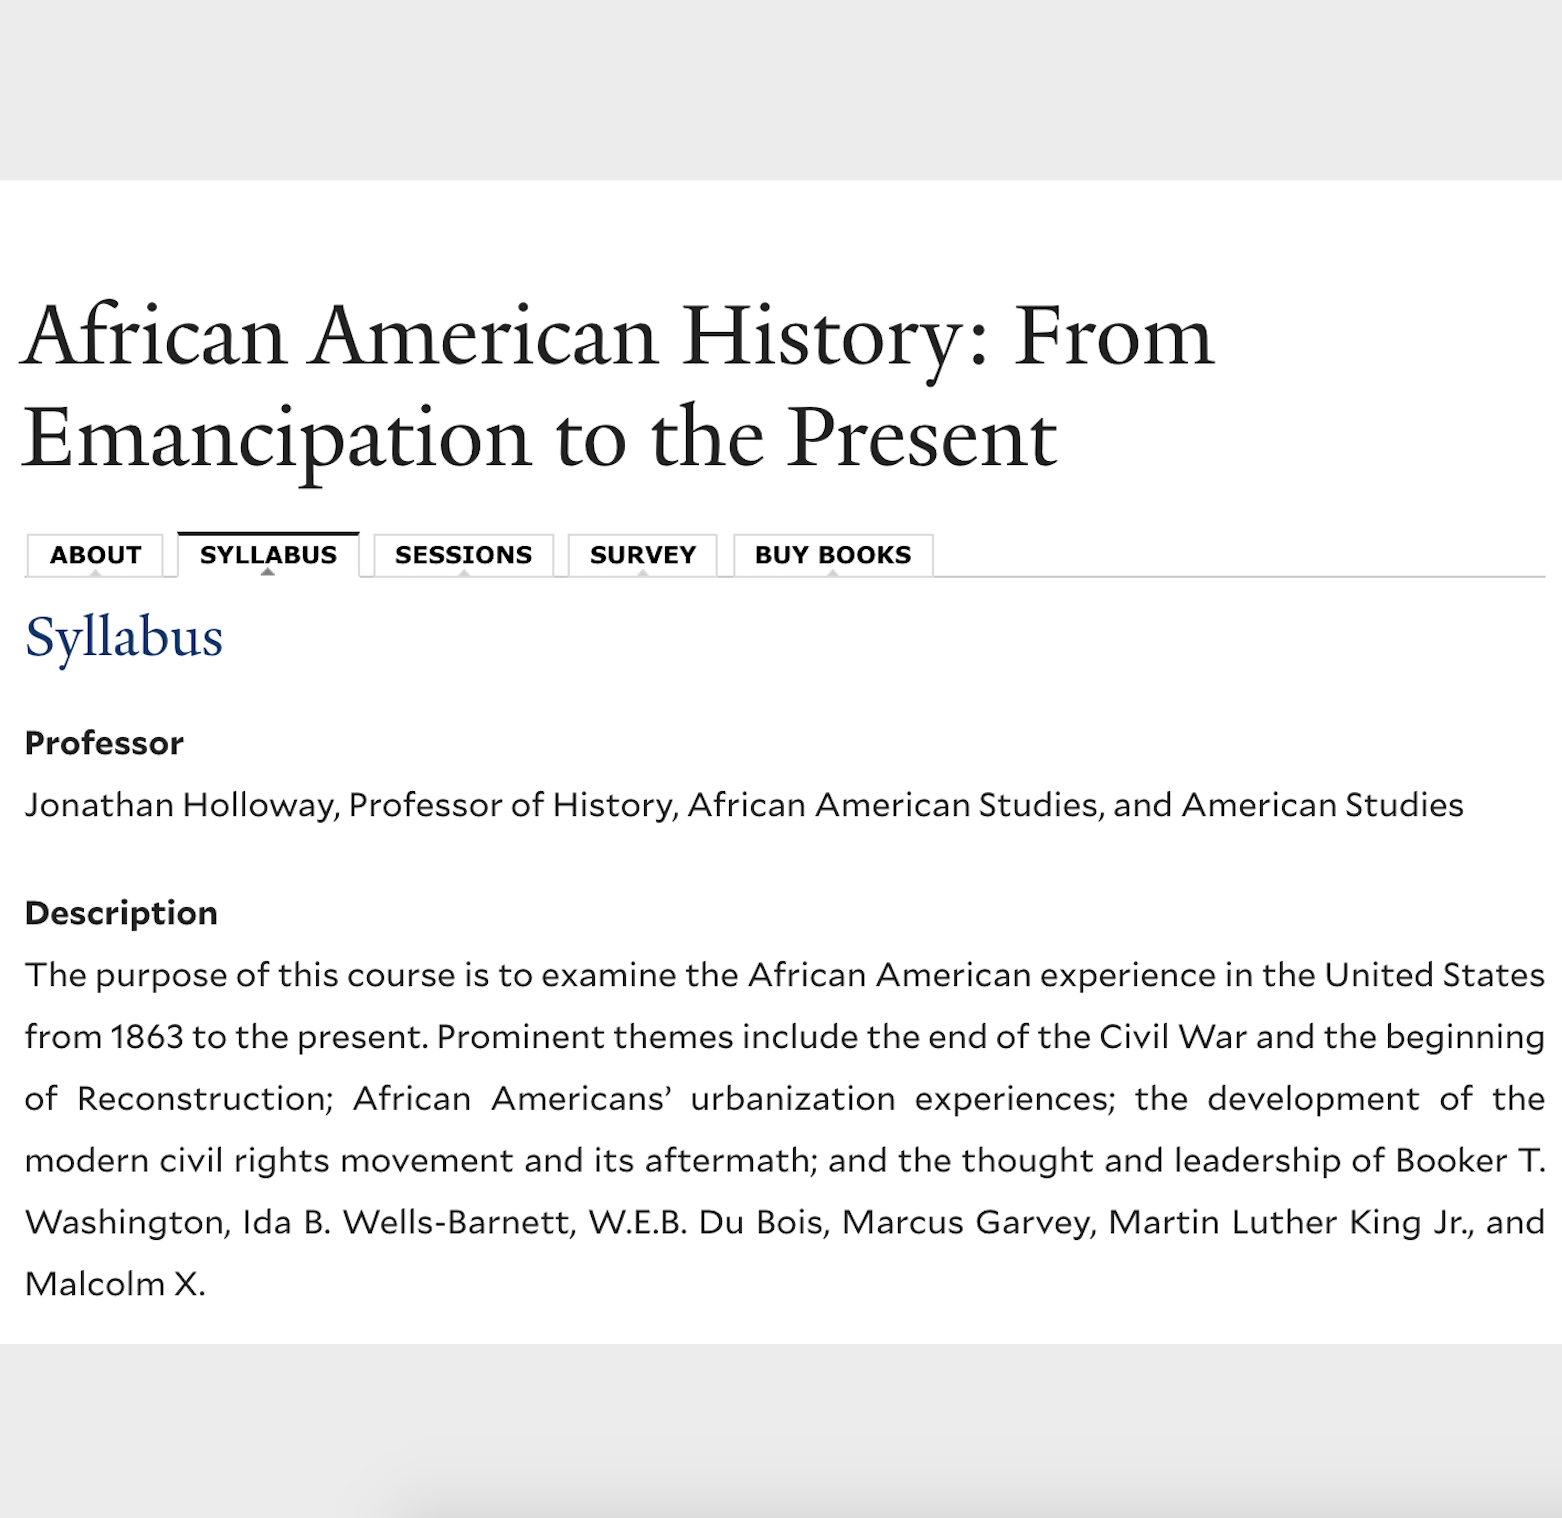 African American History: From
Emancipation to the Present
ABOUT
SYLLABUS
SESSIONS
SURVEY
BUY BOOKS
Syllabus
Professor
Jonathan Holloway, Professor of History, African American Studies, and American Studies
Description
The purpose of this course is to examine the African American experience in the United States
from 1863 to the present. Prominent themes include the end of the Civil War and the beginning
of Reconstruction; African Americans’ urbanization experiences; the development of the
modern civil rights movement and its aftermath; and the thought and leadership of Booker T.
Washington, Ida B. Wells-Barnett, W.E.B. Du Bois, Marcus Garvey, Martin Luther King Jr., and
Malcolm X.